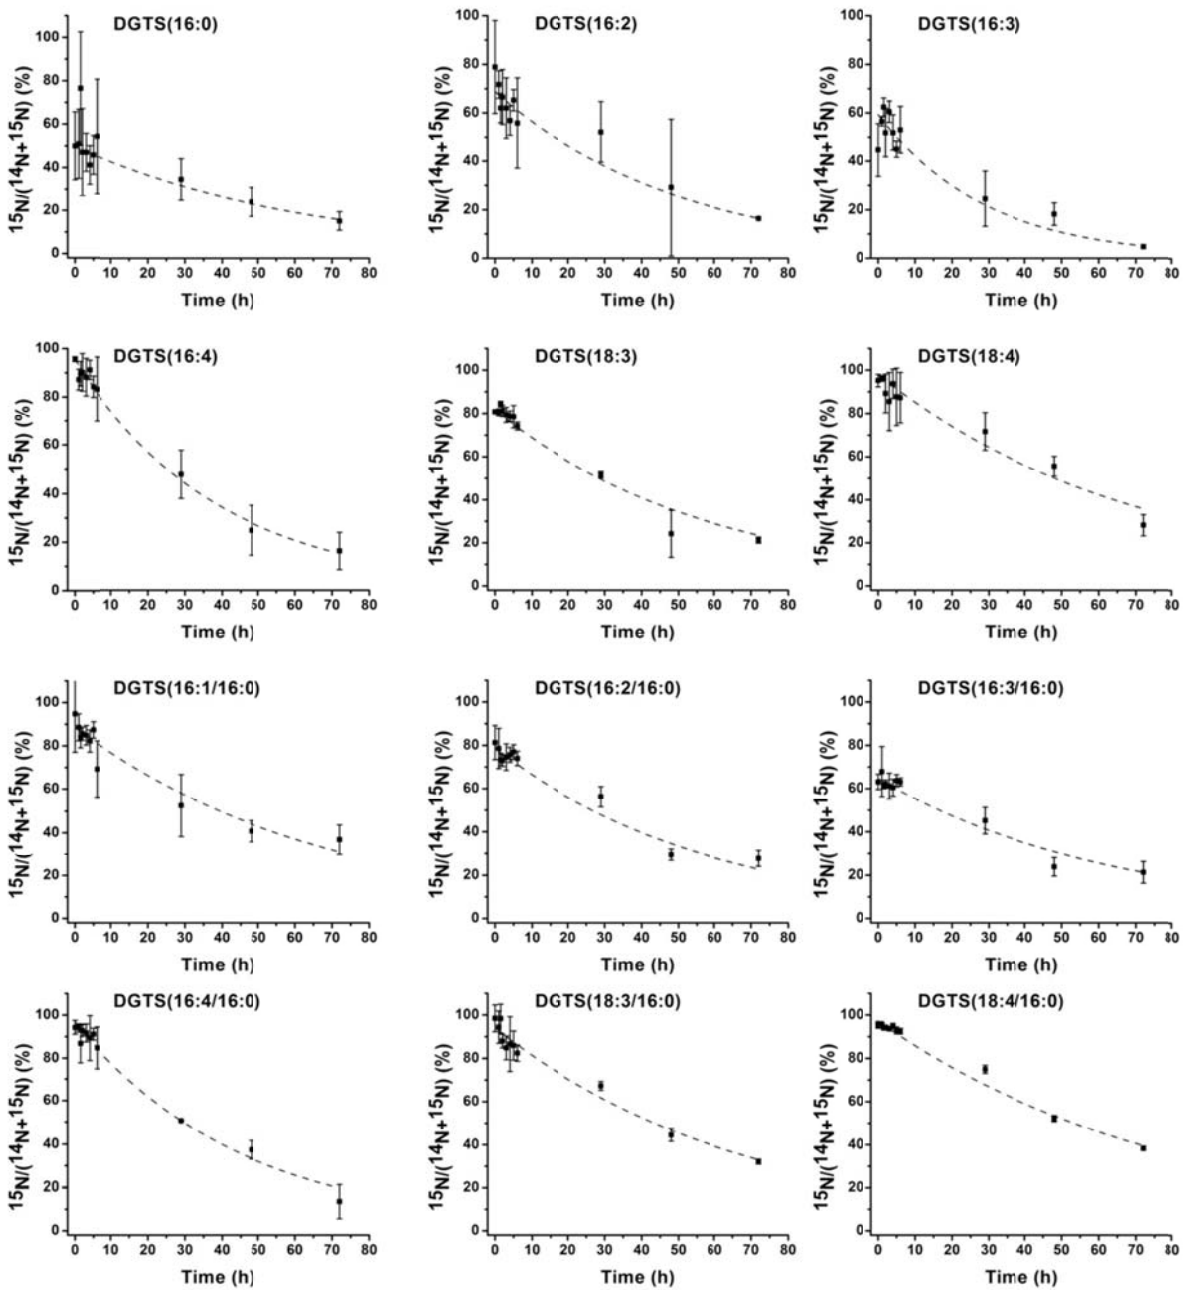 DGTS(16:0)
100
80
60
40
20
0
15N/(14N+15N) (%)
0 10 20 30 40 50 60 70 80
Time (h)
DGTS(16:2)
100
80
60
40
20
0
15N/(14N+15N) (%)
0 10 20 30 40 50 60 70 80
Time (h)
DGTS(16:3)
100
80
60
40
20
0
15N/(14N+15N) (%)
0 10 20 30 40 50 60 70 80
Time (h)
DGTS(16:4)
100
80
60
40
20
0
15N/(14N+15N) (%)
0 10 20 30 40 50 60 70 80
Time (h)
DGTS(18:3)
100
80
60
40
20
0
15N/(14N+15N) (%)
0 10 20 30 40 50 60 70 80
Time (h)
DGTS(18:4)
100
80
60
40
20
0
15N/(14N+15N) (%)
0 10 20 30 40 50 60 70 80
Time (h)
DGTS(16:1/16:0)
100
80
60
40
20
0
15N/(14N+15N) (%)
0 10 20 30 40 50 60 70 80
Time (h)
DGTS(16:2/16:0)
100
80
60
40
20
0
15N/(14N+15N) (%)
0 10 20 30 40 50 60 70 80
Time (h)
DGTS(16:3/16:0)
100
80
60
40
20
0
15N/(14N+15N) (%)
0 10 20 30 40 50 60 70 80
Time (h)
DGTS(16:4/16:0)
100
80
60
40
20
0
15N/(14N+15N) (%)
0 10 20 30 40 50 60 70 80
Time (h)
DGTS(18:3/16:0)
100
80
60
40
20
0
15N/(14N+15N) (%)
0 10 20 30 40 50 60 70 80
Time (h)
DGTS(18:4/16:0)
100
80
60
40
20
0
15N/(14N+15N) (%)
0 10 20 30 40 50 60 70 80
Time (h)